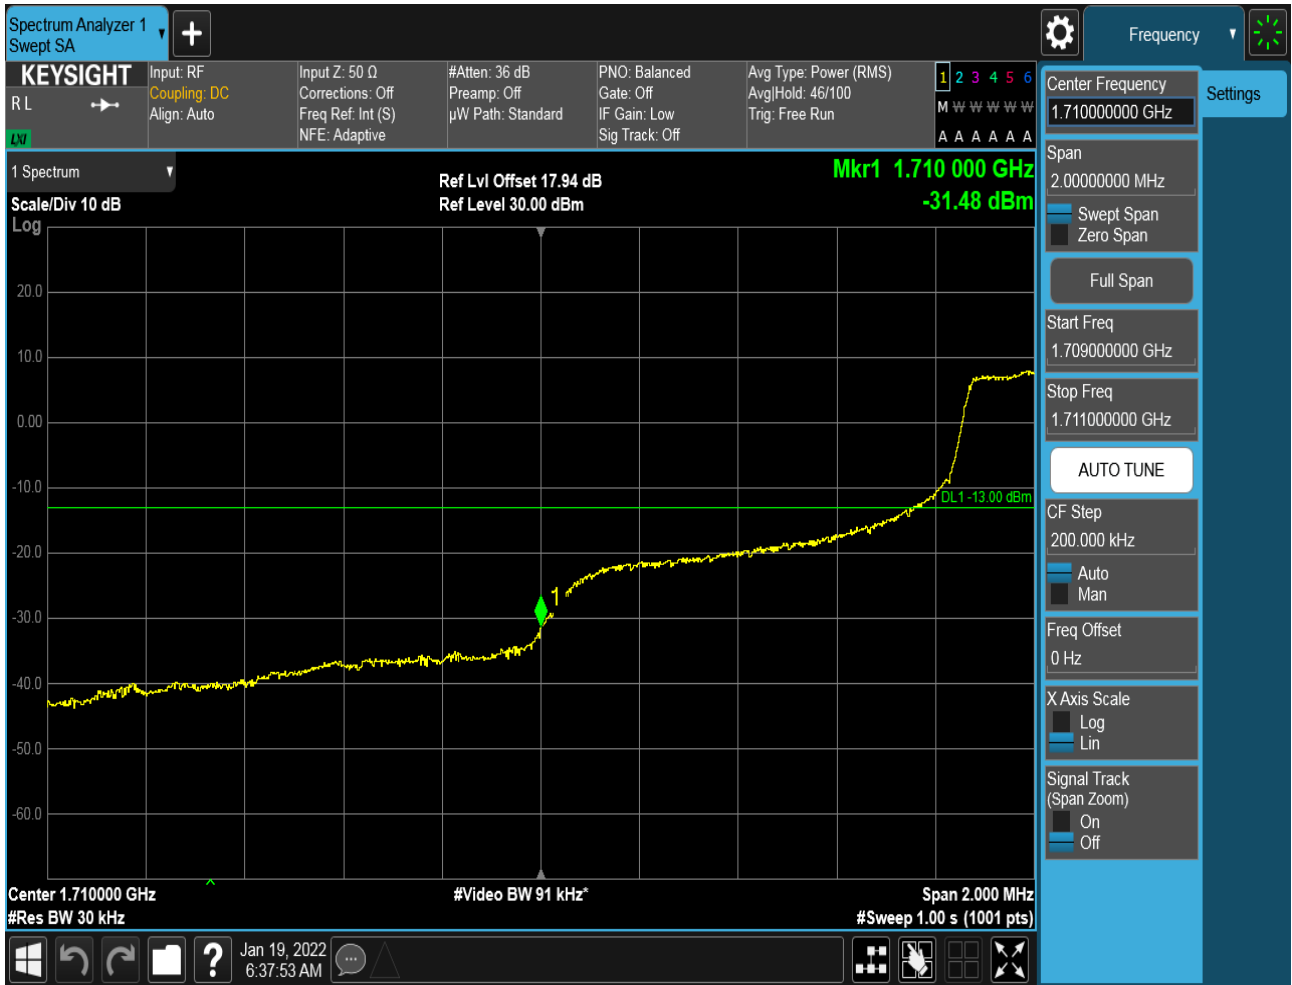 Spectrum Analyzer 1
Swept SA
Frequency
KEYSIGHT
R L
LXI
Input: RF
Coupling: DC
Align: Auto
Input Z: 50 Ω
Corrections: Off
Freq Ref: Int (S)
NFE: Adaptive
#Atten: 36 dB
Preamp: Off
µW Path: Standard
PNO: Balanced
Gate: Off
IF Gain: Low
Sig Track: Off
Avg Type: Power (RMS)
Avg|Hold: 46/100
Trig: Free Run
1 2 3 4 5 6
M W W W W W
A A A A A A
1 Spectrum
Scale/Div 10 dB
Log
Ref Lvl Offset 17.94 dB
Ref Level 30.00 dBm
Mkr1 1.710 000 GHz
-31.48 dBm
20.0
10.0
0.00
-10.0
-20.0
-30.0
-40.0
-50.0
-60.0
DL1 -13.00 dBm
1
Center 1.710000 GHz
#Res BW 30 kHz
#Video BW 91 kHz*
Span 2.000 MHz
#Sweep 1.00 s (1001 pts)
Jan 19, 2022
6:37:53 AM
?
Center Frequency
1.710000000 GHz
Settings
Span
2.00000000 MHz
Swept Span
Zero Span
Full Span
Start Freq
1.709000000 GHz
Stop Freq
1.711000000 GHz
AUTO TUNE
CF Step
200.000 kHz
Auto
Man
Freq Offset
0 Hz
X Axis Scale
Log
Lin
Signal Track
(Span Zoom)
On
Off